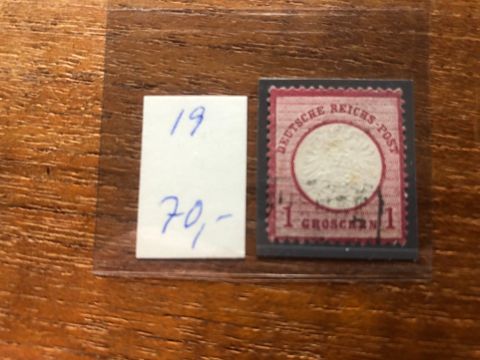 19
70,-
DEUTSCHE REICHS-POST
1 GROSCHEN 1